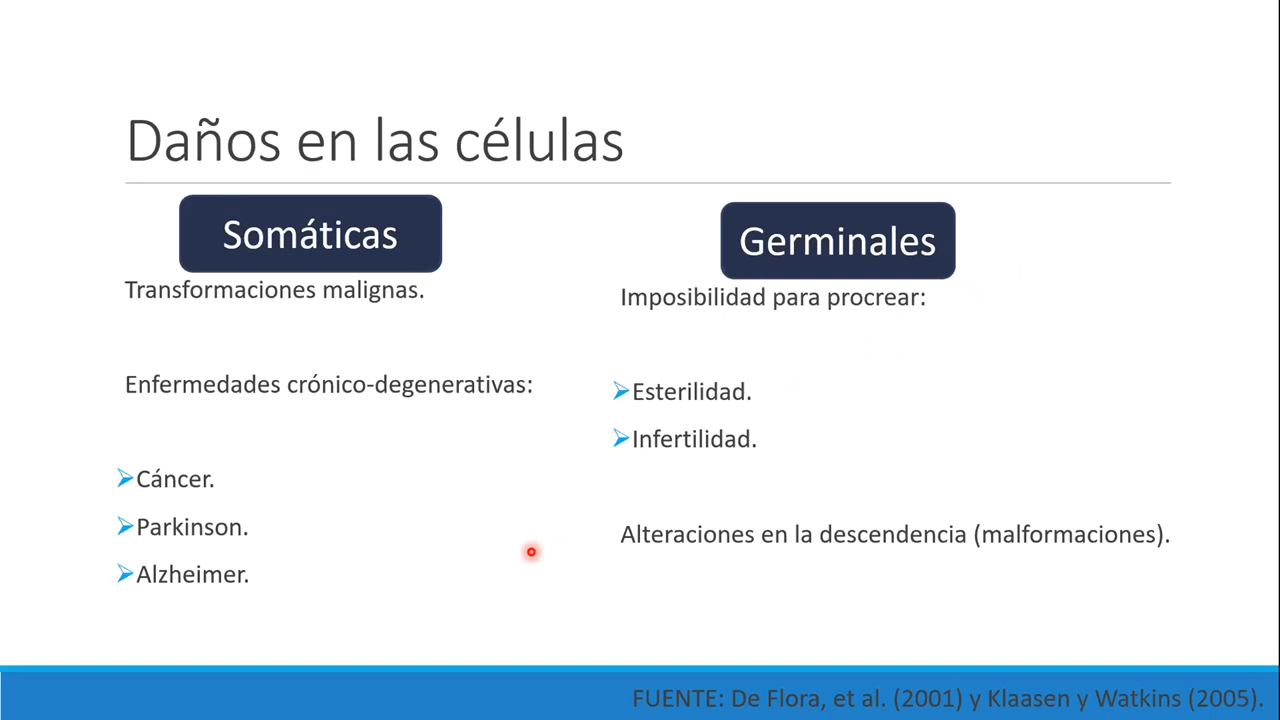 Daños en las células
Somáticas
Transformaciones malignas.
Enfermedades crónico-degenerativas:
Cáncer.
Parkinson.
Alzheimer.
Germinales
Imposibilidad para procrear:
Esterilidad.
Infertilidad.
Alteraciones en la descendencia (malformaciones).
FUENTE: De Flora, et al. (2001) y Klaasen y Watkins (2005).